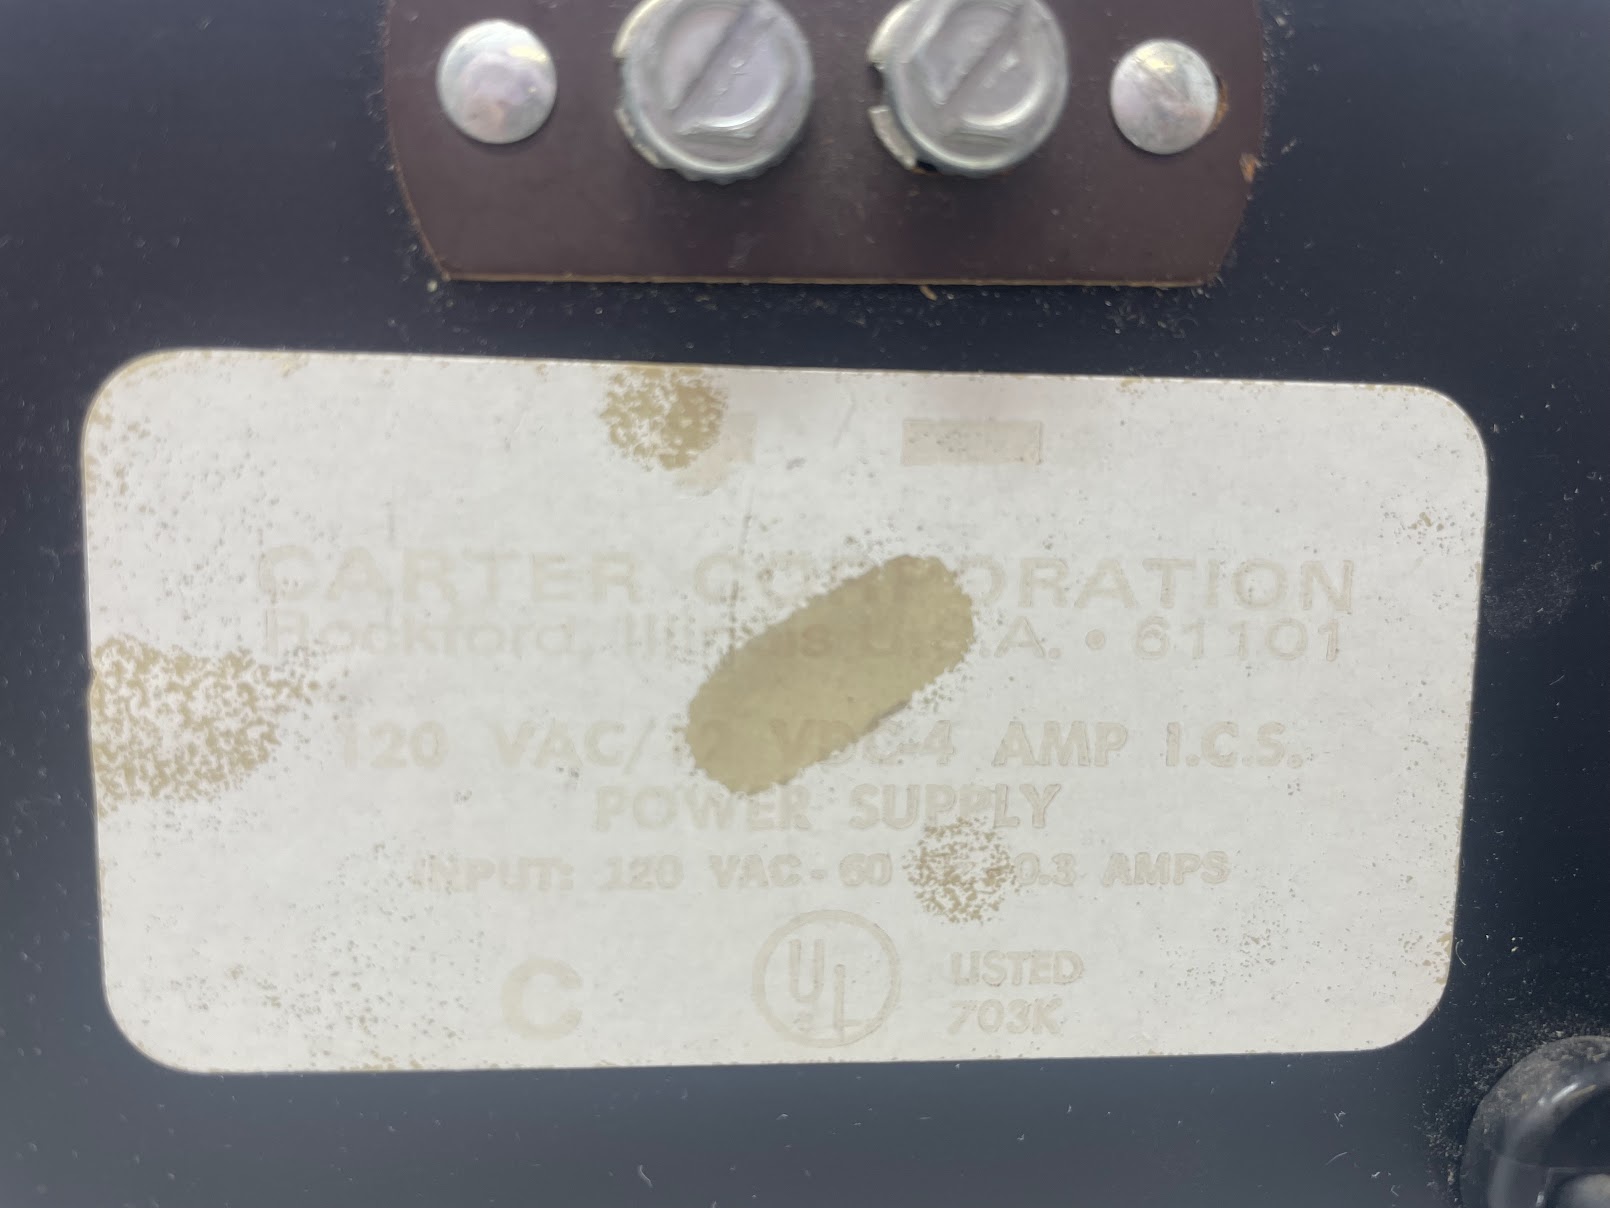 CARTER CORPORATION
Rockford, Illinois U.S.A. • 61101
120 VAC/12 VDC-4 AMP I.C.S.
POWER SUPPLY
INPUT: 120 VAC - 60 0.3 AMPS
C UL LISTED
703K